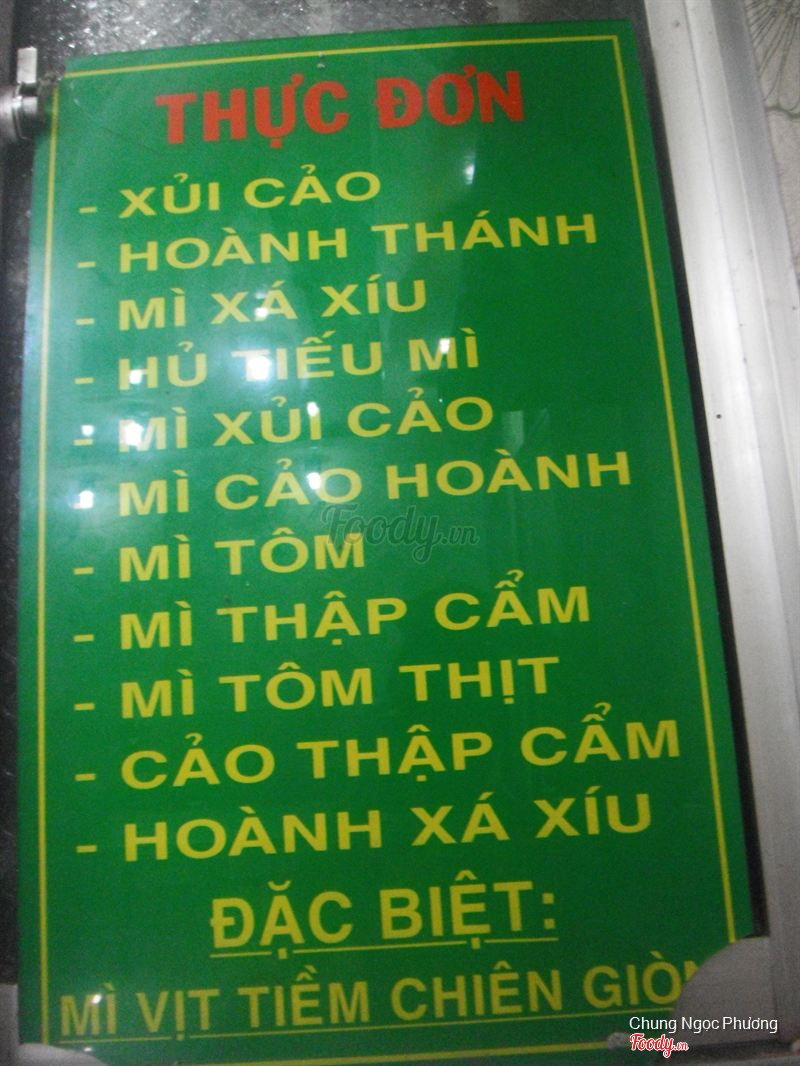 THỰC ĐƠN
- XỦI CẢO
- HOÀNH THÁNH
- MÌ XÁ XÍU
- HỦ TIẾU MÌ
- MÌ XỦI CẢO
- MÌ CẢO HOÀNH
Foody.vn
- MÌ TÔM
- MÌ THẬP CẨM
- MÌ TÔM THỊT
- CẢO THẬP CẨM
- HOÀNH XÁ XÍU
ĐẶC BIỆT:
MÌ VỊT TIỀM CHIÊN
Chung Ngọc Phương
Foody.vn